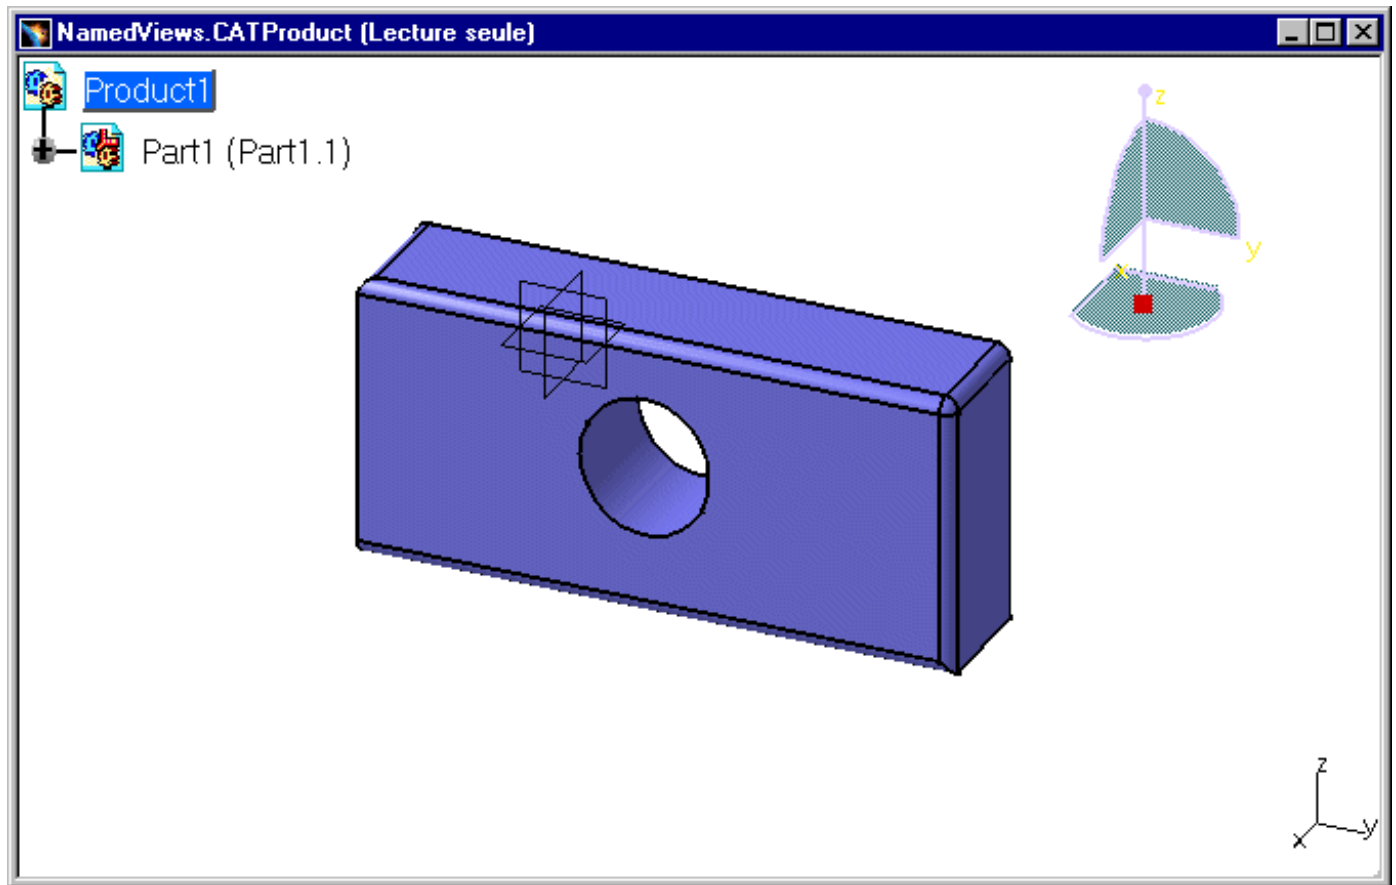 NamedViews.CATProduct (Lecture seule)
Product1
Part1 (Part1.1)
z
y
x
z
y
x